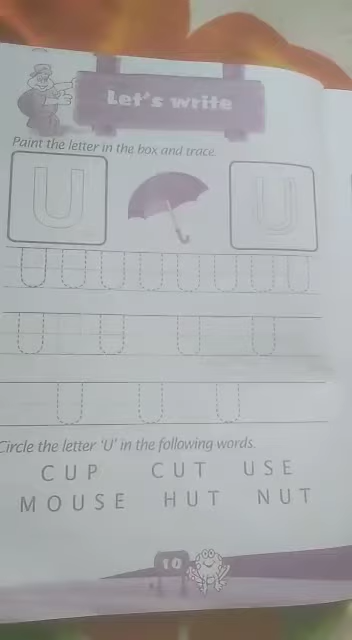 Let's write
Paint the letter in the box and trace.
U U
U U U U U U U U
U U U U
U U U
Circle the letter 'U' in the following words.
CUP CUT USE
MOUSE HUT NUT
10